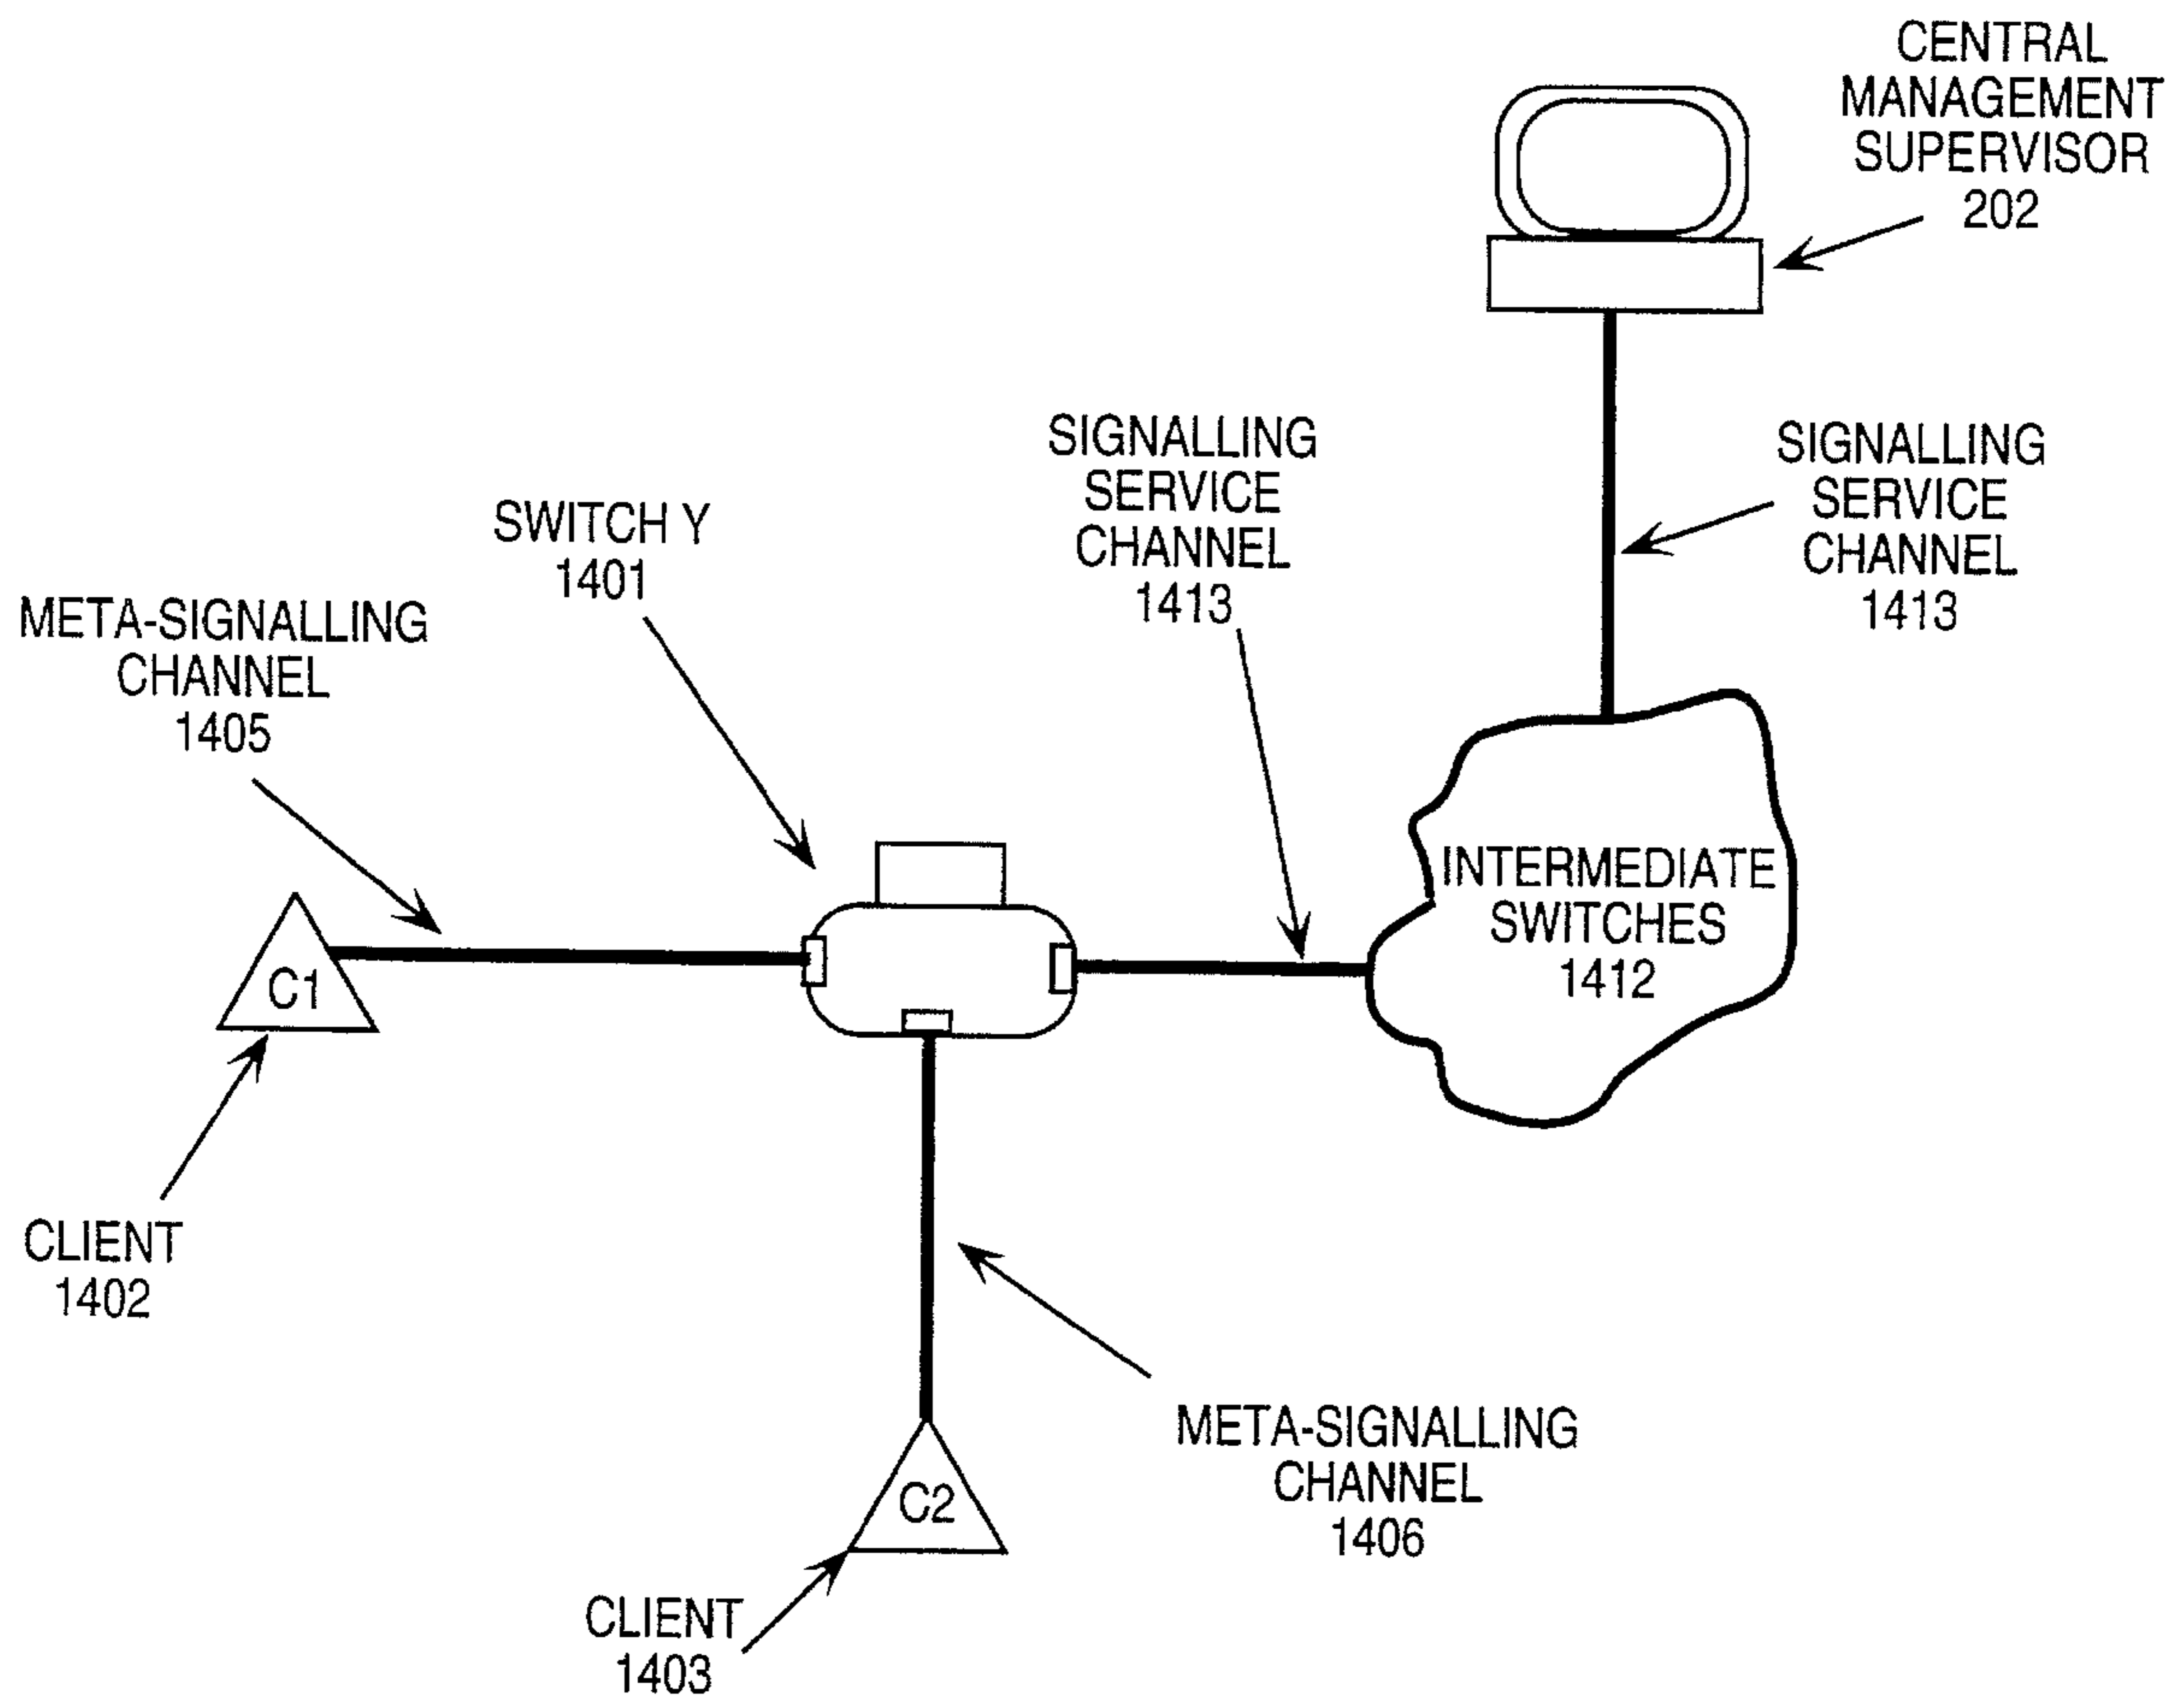 CENTRAL
MANAGEMENT
SUPERVISOR
202
SIGNALLING
SERVICE
CHANNEL
1413
SIGNALLING
SERVICE
CHANNEL
1413
SWITCH Y
1401
META-SIGNALLING
CHANNEL
1405
INTERMEDIATE
SWITCHES
1412
C1
CLIENT
1402
META-SIGNALLING
CHANNEL
1406
C2
CLIENT
1403